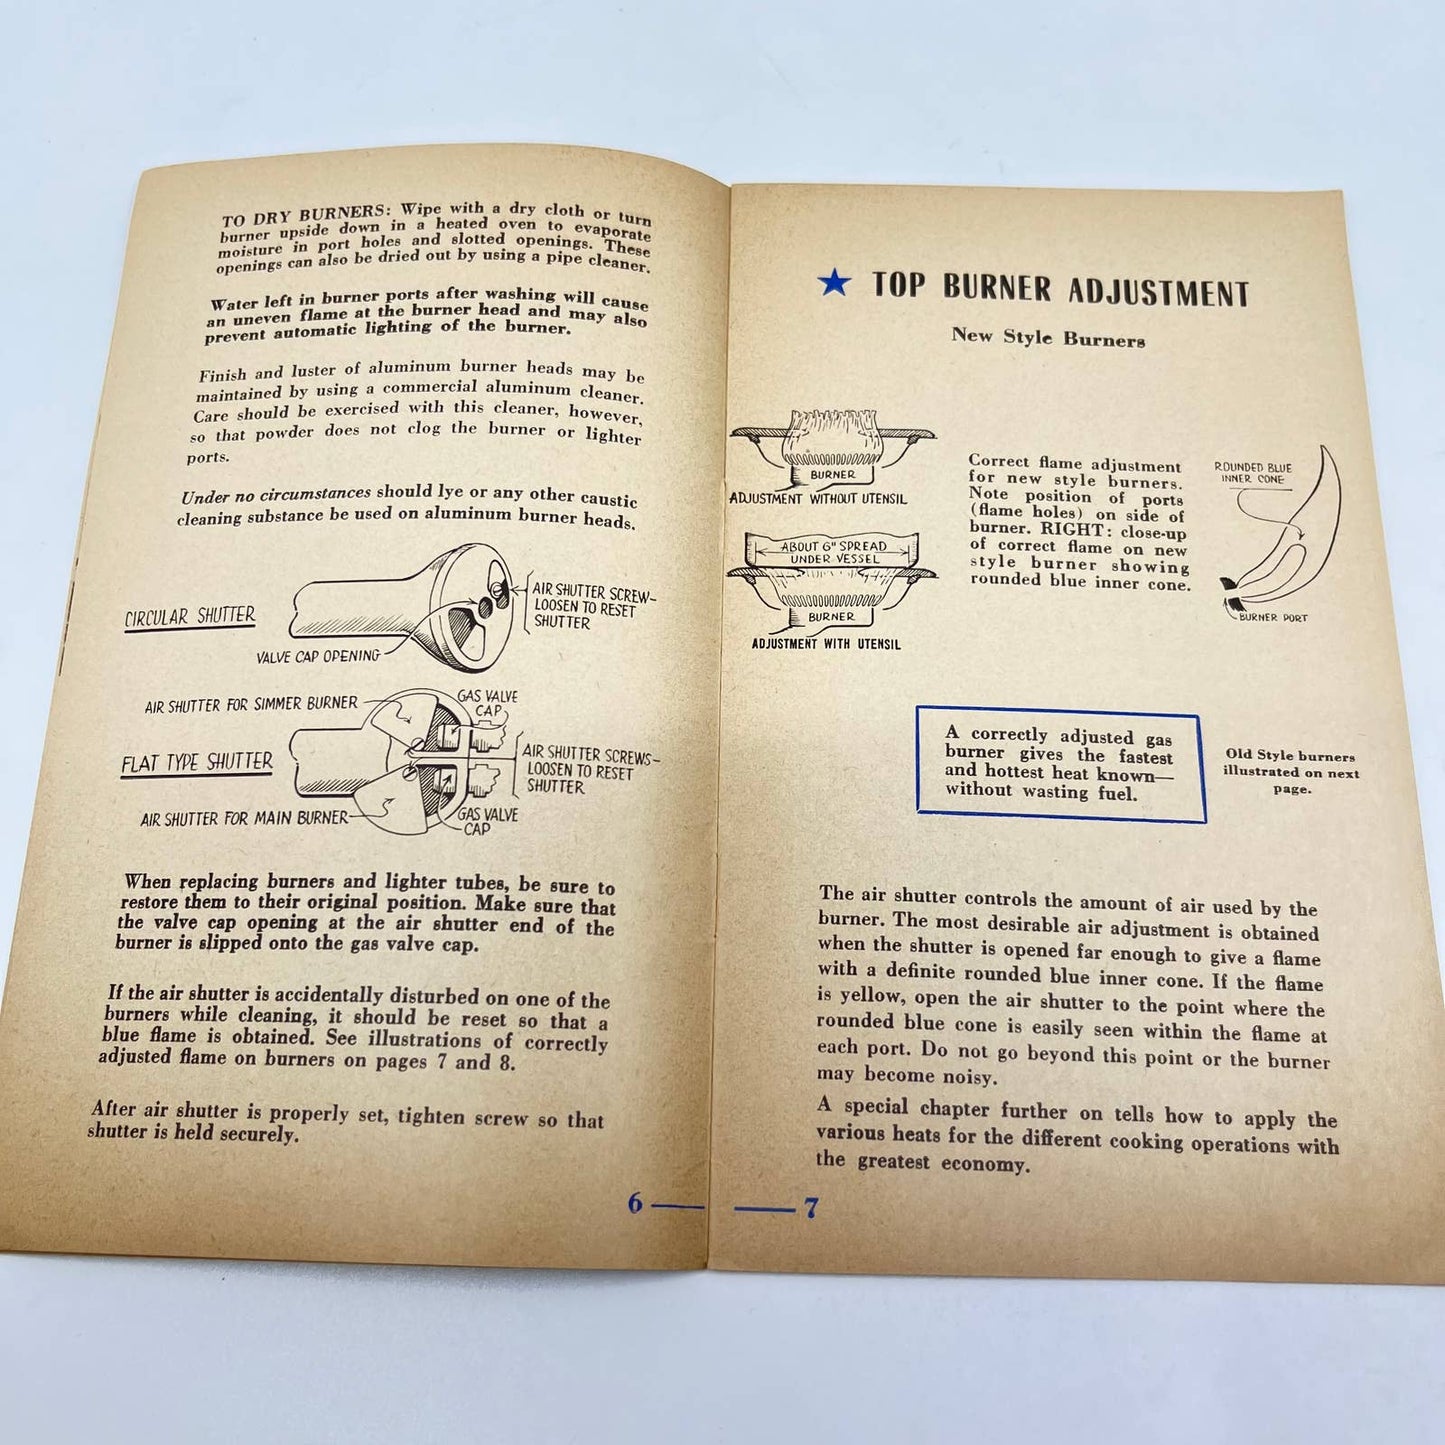 TO DRY BURNERS: Wipe with a dry cloth or turn
burner upside down in a heated oven to evaporate
moisture in port holes and slotted openings. These
openings can also be dried out by using a pipe cleaner.
Water left in burner ports after washing will cause
an uneven flame at the burner head and may also
prevent automatic lighting of the burner.
Finish and luster of aluminum burner heads may be
maintained by using a commercial aluminum cleaner.
Care should be exercised with this cleaner, however,
so that powder does not clog the burner or lighter
ports.
Under no circumstances should lye or any other caustic
cleaning substance be used on aluminum burner heads.
CIRCULAR SHUTTER
AIR SHUTTER SCREW-
LOOSEN TO RESET
SHUTTER
VALVE CAP OPENING
AIR SHUTTER FOR SIMMER BURNER
GAS VALVE
CAP
FLAT TYPE SHUTTER
AIR SHUTTER SCREWS-
LOOSEN TO RESET
SHUTTER
AIR SHUTTER FOR MAIN BURNER
GAS VALVE
CAP
When replacing burners and lighter tubes, be sure to
restore them to their original position. Make sure that
the valve cap opening at the air shutter end of the
burner is slipped onto the gas valve cap.
If the air shutter is accidentally disturbed on one of the
burners while cleaning, it should be reset so that a
blue flame is obtained. See illustrations of correctly
adjusted flame on burners on pages 7 and 8.
After air shutter is properly set, tighten screw so that
shutter is held securely.
6
★ TOP BURNER ADJUSTMENT
New Style Burners
BURNER
ADJUSTMENT WITHOUT UTENSIL
ABOUT 6" SPREAD
UNDER VESSEL
BURNER
ADJUSTMENT WITH UTENSIL
Correct flame adjustment
for new style burners.
Note position of ports
(flame holes) on side of
burner. RIGHT: close-up
of correct flame on new
style burner showing
rounded blue inner cone.
ROUNDED BLUE
INNER CONE
BURNER PORT
A correctly adjusted gas
burner gives the fastest
and hottest heat known—
without wasting fuel.
Old Style burners
illustrated on next
page.
The air shutter controls the amount of air used by the
burner. The most desirable air adjustment is obtained
when the shutter is opened far enough to give a flame
with a definite rounded blue inner cone. If the flame
is yellow, open the air shutter to the point where the
rounded blue cone is easily seen within the flame at
each port. Do not go beyond this point or the burner
may become noisy.
A special chapter further on tells how to apply the
various heats for the different cooking operations with
the greatest economy.
7